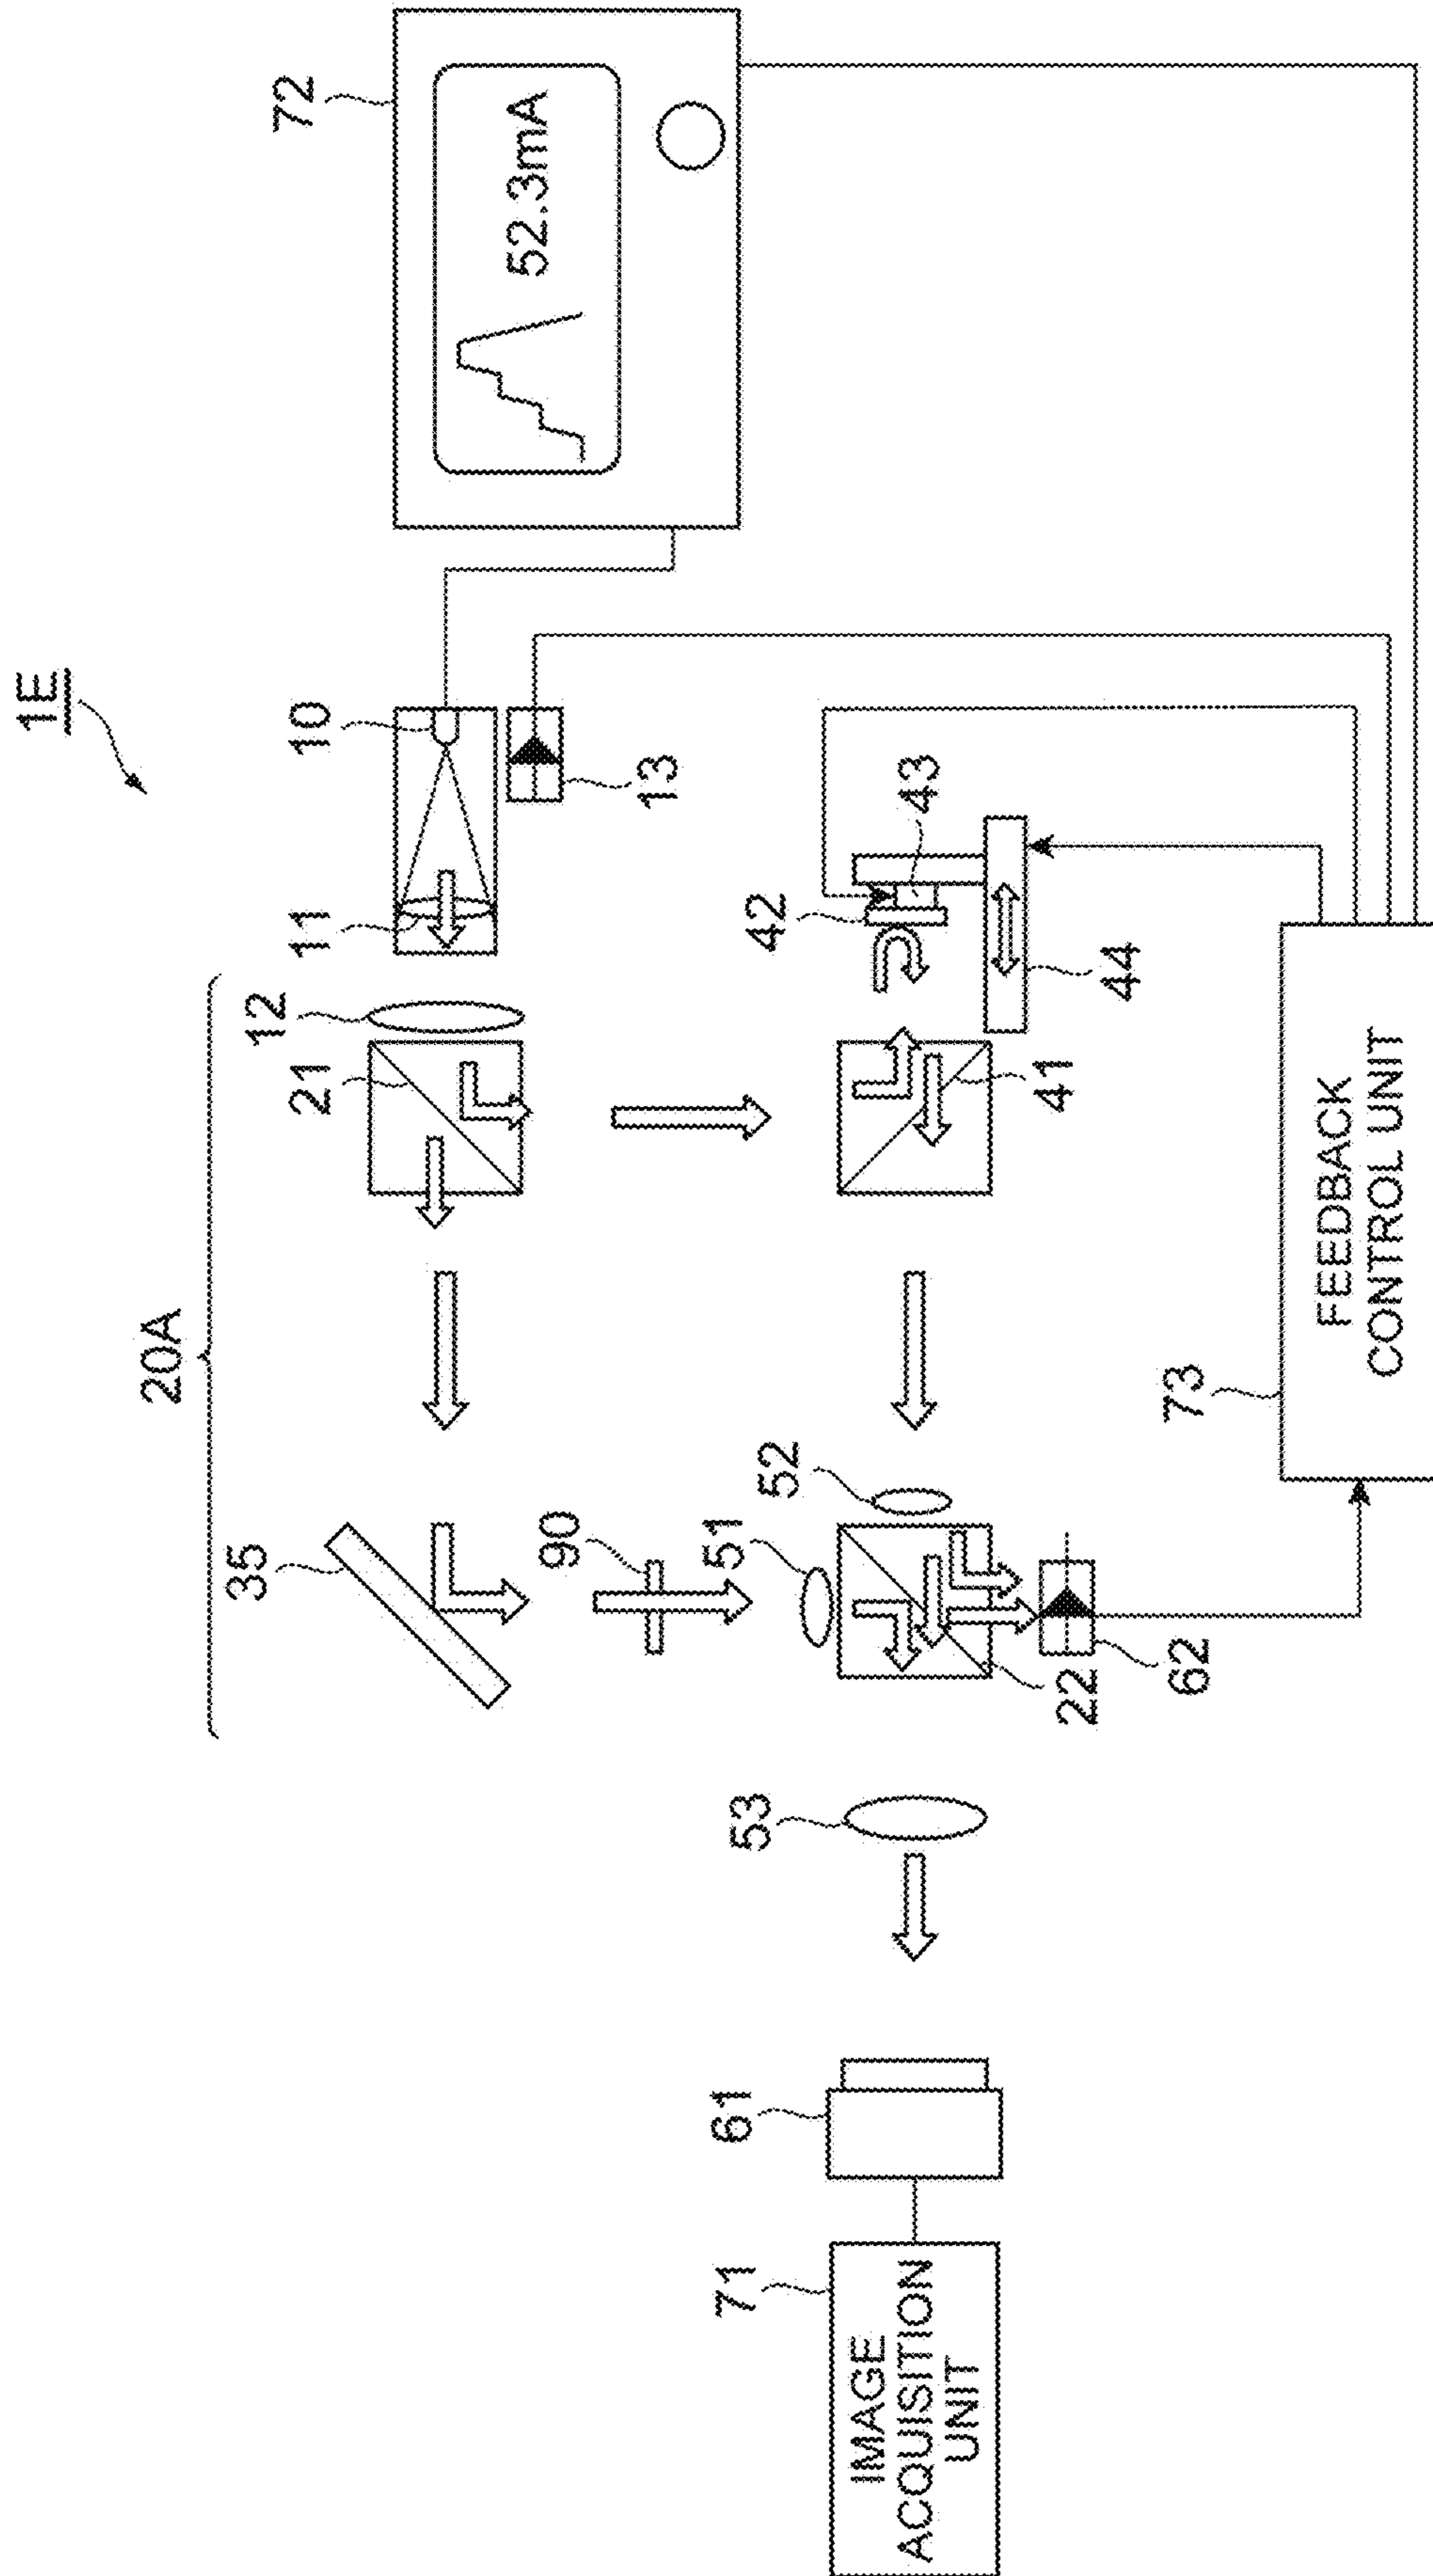 1E
20A
35
12
21
11
10
72
52.3mA
90
13
71
61
53
51
52
42
43
IMAGE
ACQUISITION
UNIT
22
41
44
62
73
FEEDBACK
CONTROL UNIT